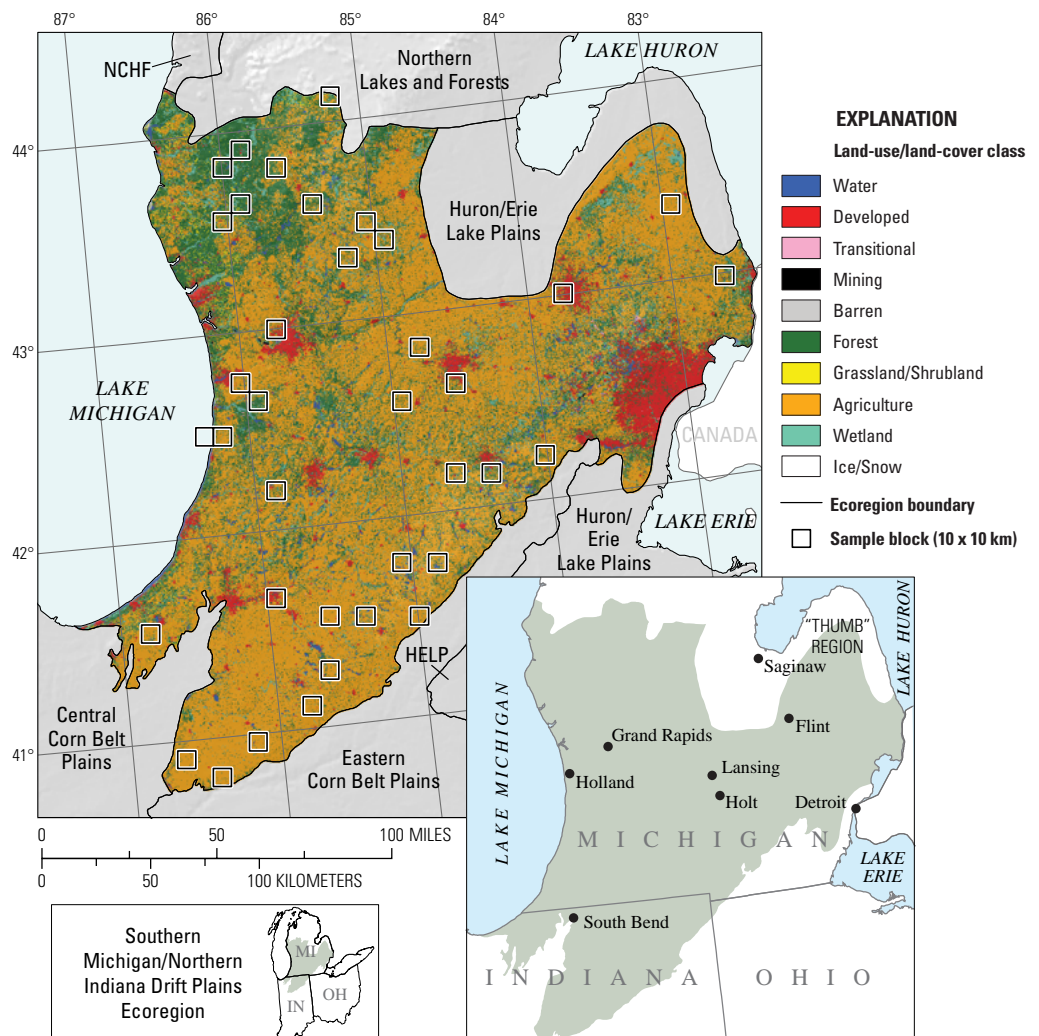 87°
86°
85°
84°
83°
NCHF
Northern
Lakes and Forests
LAKE HURON
44°
Huron/Erie
Lake Plains
43°
LAKE
MICHIGAN
CANADA
42°
Huron/
Erie
Lake Plains
LAKE ERIE
HELP
Central
Corn Belt
Plains
41°
Eastern
Corn Belt Plains
EXPLANATION
Land-use/land-cover class
Water
Developed
Transitional
Mining
Barren
Forest
Grassland/Shrubland
Agriculture
Wetland
Ice/Snow
Ecoregion boundary
Sample block (10 x 10 km)
0
50
100 MILES
0
50
100 KILOMETERS
Southern
Michigan/Northern
Indiana Drift Plains
Ecoregion
MI
IN
OH
"THUMB"
REGION
LAKE HURON
Saginaw
LAKE MICHIGAN
Flint
Grand Rapids
Lansing
Holland
Holt
Detroit
MICHIGAN
LAKE
ERIE
South Bend
INDIANA
OHIO